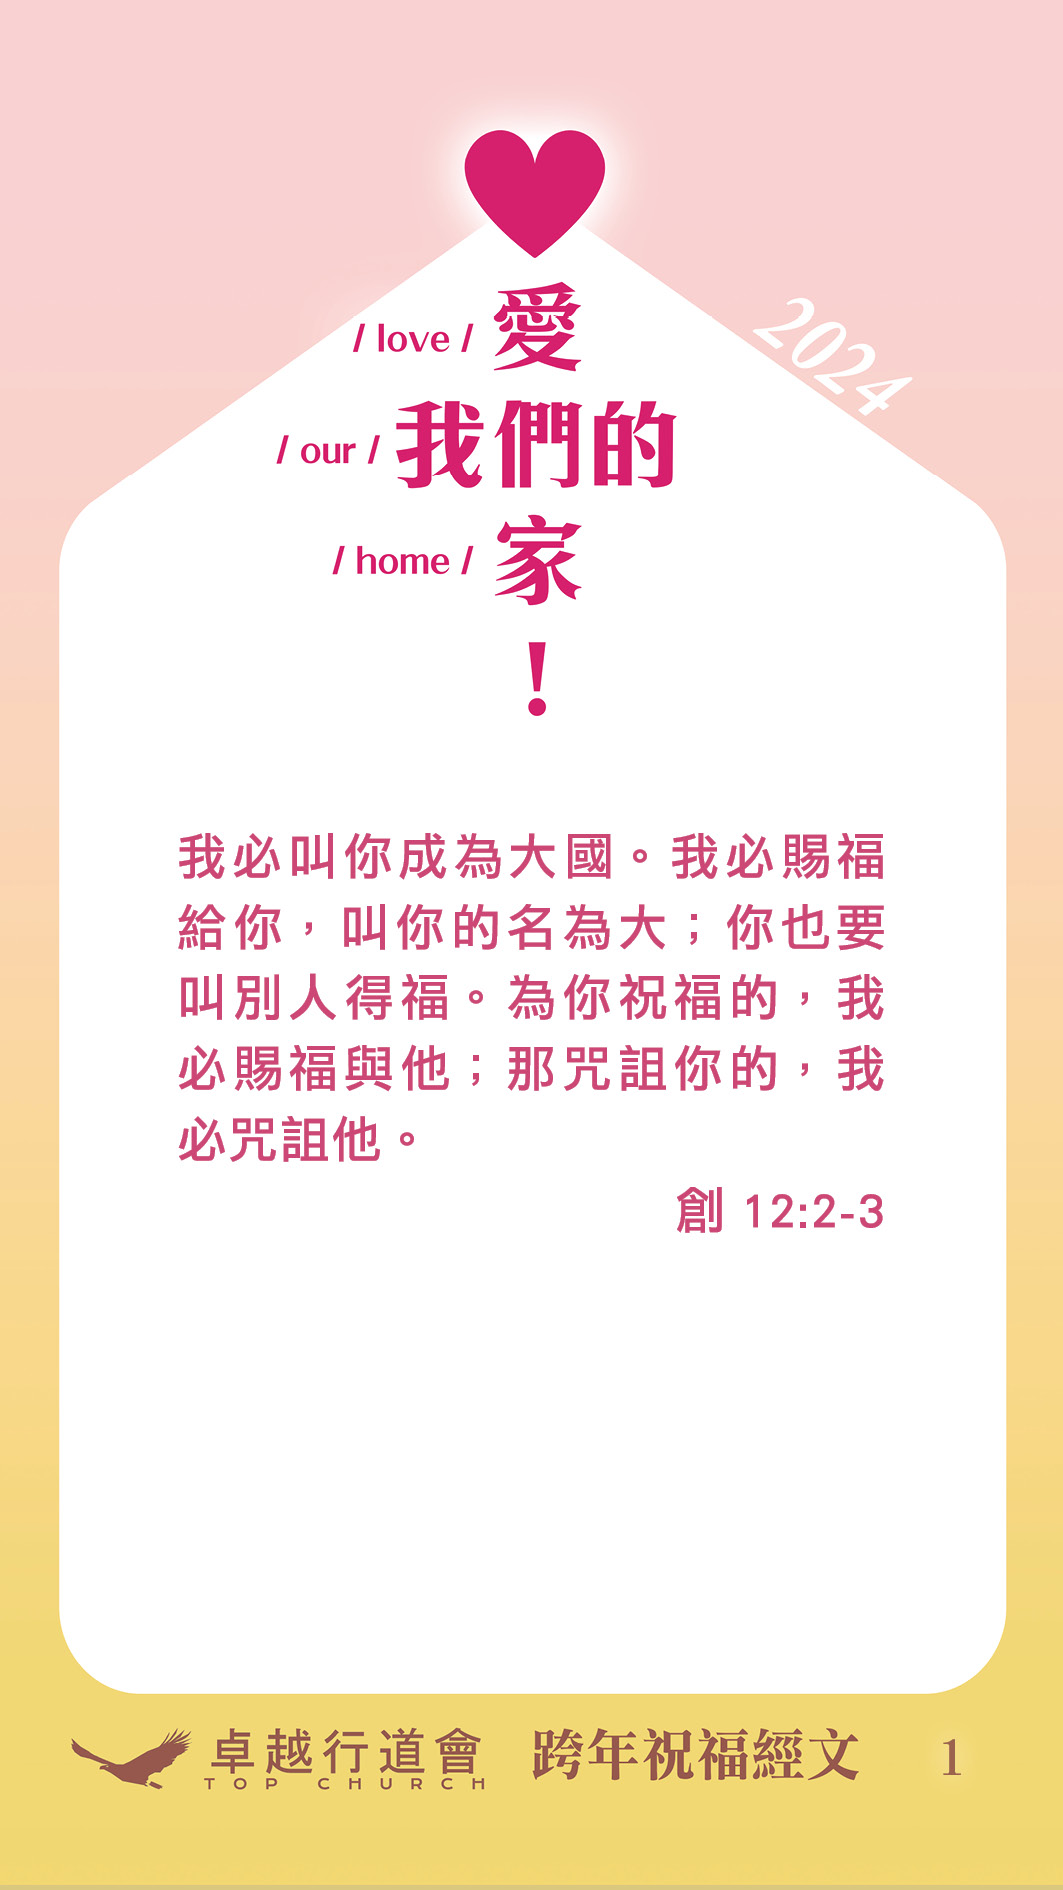 / love / 愛
2024
/ our / 我們的
/ home / 家
！
我必叫你成為大國。我必賜福
給你，叫你的名為大；你也要
叫別人得福。為你祝福的，我
必賜福與他；那咒詛你的，我
必咒詛他。
創 12:2-3
卓越行道會 跨年祝福經文 1
TOP CHURCH